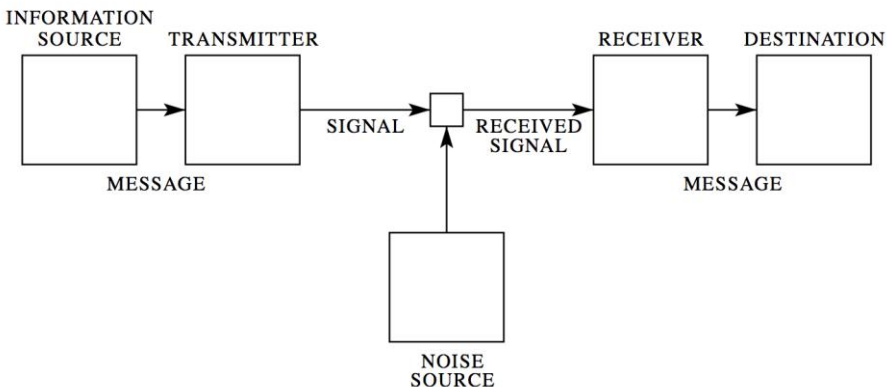 INFORMATION
SOURCE
TRANSMITTER
RECEIVER
DESTINATION
SIGNAL
RECEIVED
SIGNAL
MESSAGE
MESSAGE
NOISE
SOURCE